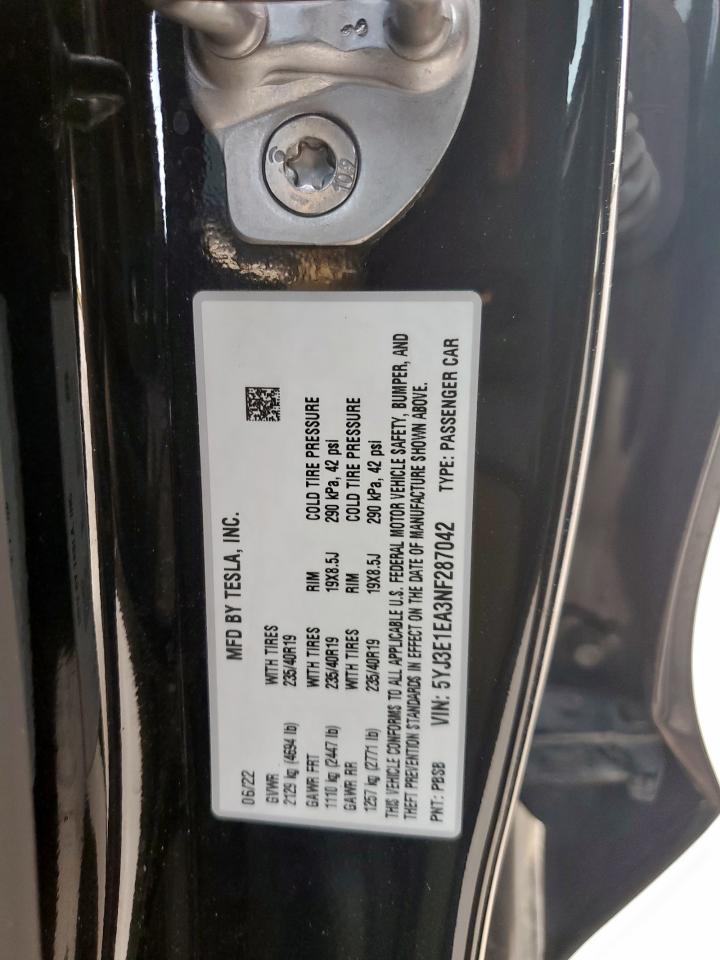 10.9
MFD BY TESLA, INC.
06/22
GVWR WITH TIRES
2129 kg (4694 lb) 235/40R19
GAWR FRT WITH TIRES RIM COLD TIRE PRESSURE
1110 kg (2447 lb) 235/40R19 19X8.5J 290 kPa, 42 psi
GAWR RR WITH TIRES RIM COLD TIRE PRESSURE
1257 kg (2771 lb) 235/40R19 19X8.5J 290 kPa, 42 psi
THIS VEHICLE CONFORMS TO ALL APPLICABLE U.S. FEDERAL MOTOR VEHICLE SAFETY, BUMPER, AND
THEFT PREVENTION STANDARDS IN EFFECT ON THE DATE OF MANUFACTURE SHOWN ABOVE.
PNT: PBSB VIN: 5YJ3E1EA3NF287042 TYPE: PASSENGER CAR